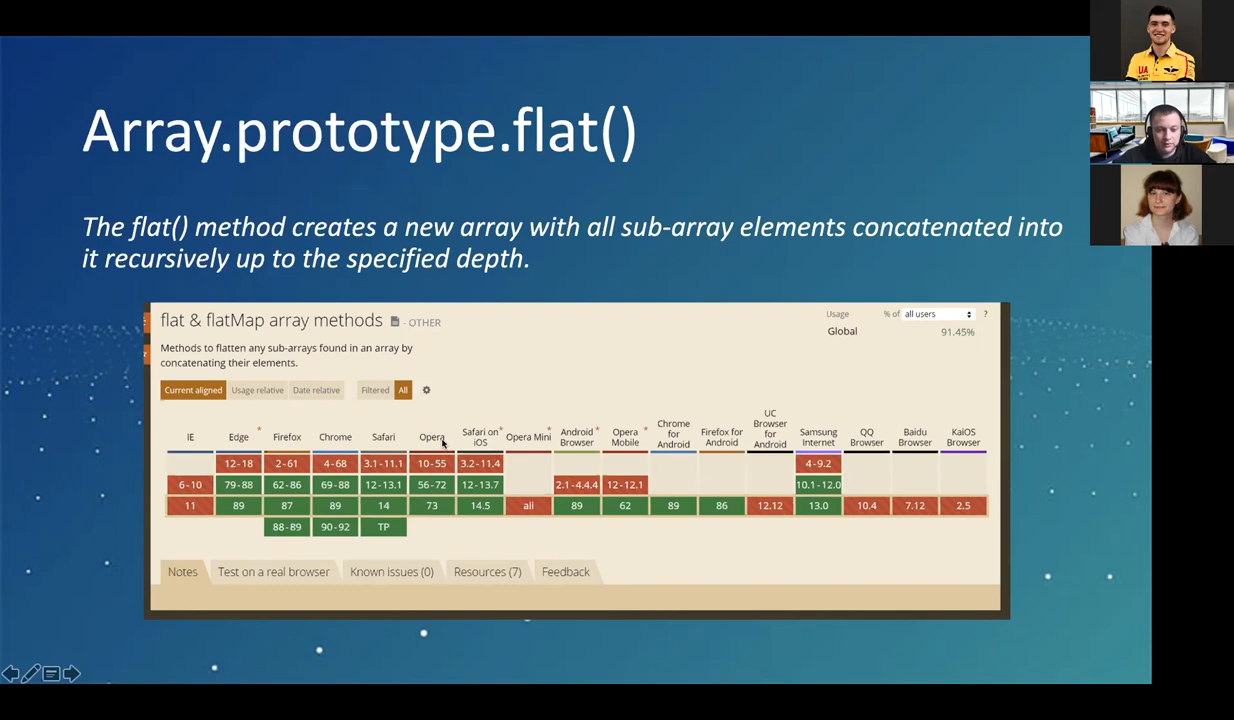 Array.prototype.flat()
The flat() method creates a new array with all sub-array elements concatenated into
it recursively up to the specified depth.
flat & flatMap array methods - OTHER
Usage % of all users ?
Global 91.45%
Methods to flatten any sub-arrays found in an array by
concatenating their elements.
Current aligned Usage relative Date relative Filtered All
IE Edge * Firefox Chrome Safari Opera Safari on iOS * Opera Mini * Android Browser * Opera Mobile * Chrome for Android Firefox for Android UC Browser for Android Samsung Internet QQ Browser Baidu Browser KaiOS Browser
12-18 2-61 4-68 3.1-11.1 10-55 3.2-11.4 4-9.2
6-10 79-88 62-86 69-88 12-13.1 56-72 12-13.7 2.1-4.4.4 12-12.1 10.1-12.0
11 89 87 89 14 73 14.5 all 89 62 89 86 12.12 13.0 10.4 7.12 2.5
88-89 90-92 TP
Notes Test on a real browser Known issues (0) Resources (7) Feedback
UA